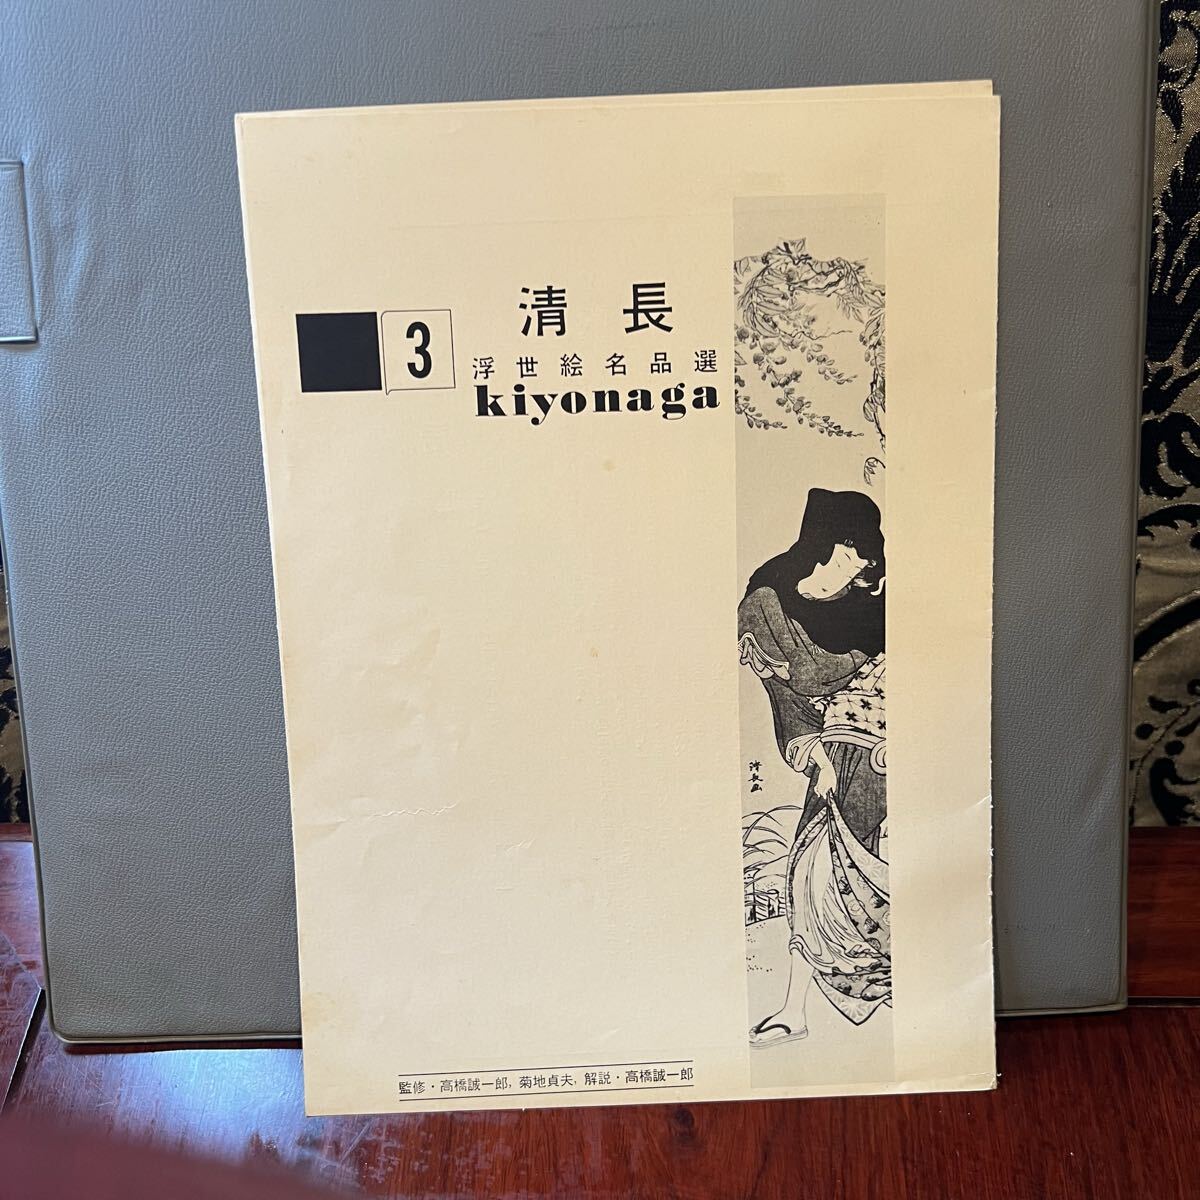 3
清長
浮世絵名品選
kiyonaga
清長画
監修・高橋誠一郎, 菊地貞夫, 解説・高橋誠一郎